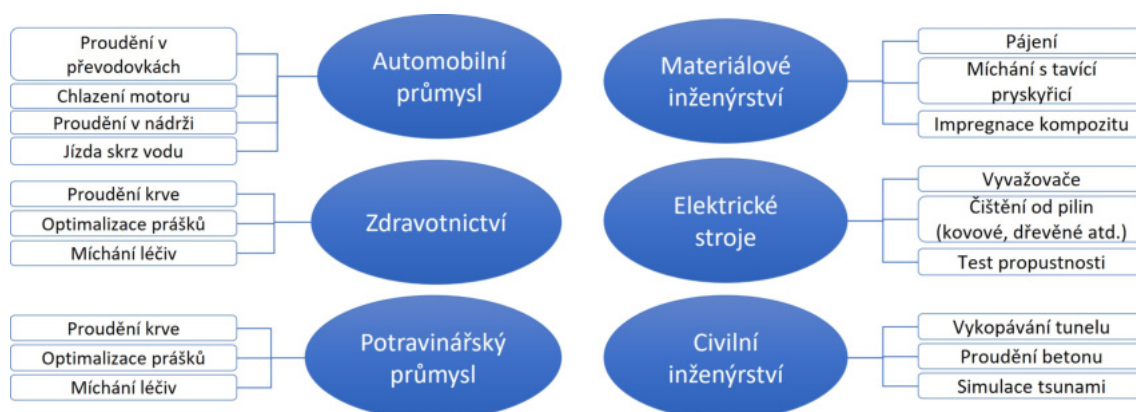 Proudění v
převodovkách
Chlazení motoru
Proudění v nádrži
Jízda skrz vodu
Automobilní
průmysl
Proudění krve
Optimalizace prášků
Míchání léčiv
Zdravotnictví
Proudění krve
Optimalizace prášků
Míchání léčiv
Potravinářský
průmysl
Materiálové
inženýrství
Pájení
Míchání s tavící
pryskyřicí
Impregnace kompozitu
Elektrické
stroje
Vyvažovače
Čištění od pilin
(kovové, dřevěné atd.)
Test propustnosti
Civilní
inženýrství
Vykopávání tunelu
Proudění betonu
Simulace tsunami